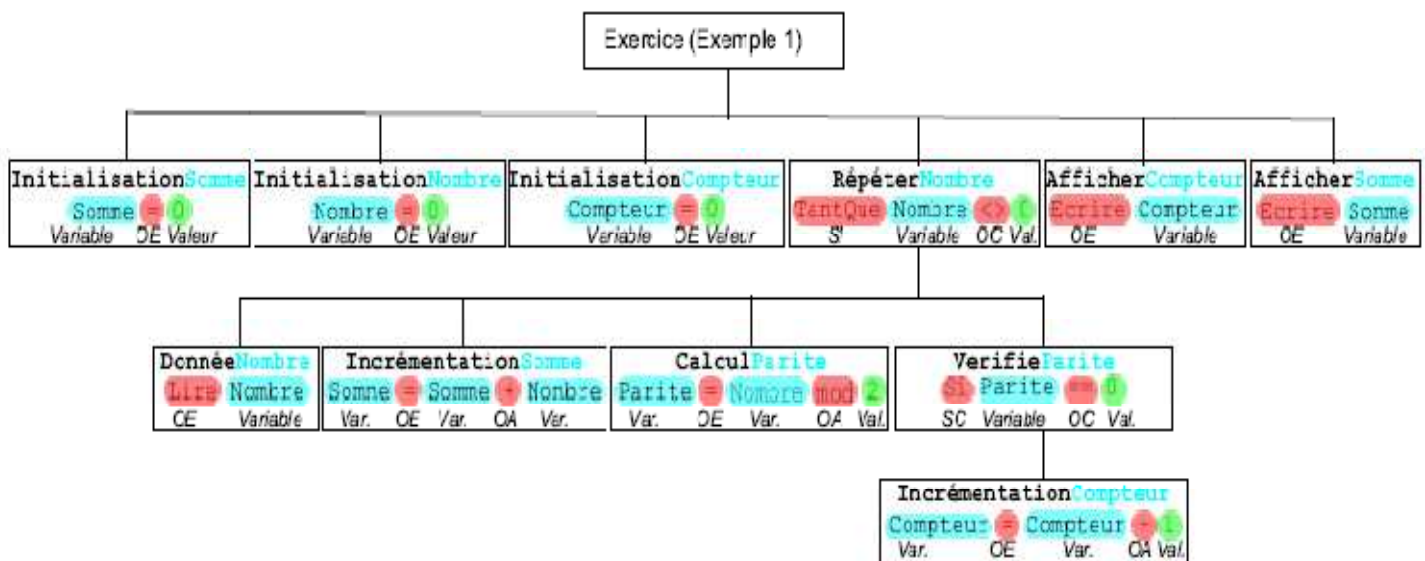 Exercice (Exemple 1)
InitialisationSomme
Somme = 0
Variable OE Valeur
InitialisationNombre
Nombre = 0
Variable OE Valeur
InitialisationCompteur
Compteur = 0
Variable OE Valeur
RépéterNombre
TantQue Nombre <> 0
SI Variable OC Val.
AfficherCompteur
Ecrire Compteur
OE Variable
AfficherSomme
Ecrire Somme
OE Variable
DonnéeNombre
Lire Nombre
OE Variable
IncrémentationSomme
Somme = Somme + Nombre
Var. OE Var. OA Var.
CalculParite
Parite = Nombre mod 2
Var. OE Var. OA Val.
VerifieParite
Si Parite == 0
SC Variable OC Val.
IncrémentationCompteur
Compteur = Compteur + 1
Var. OE Var. OA Val.